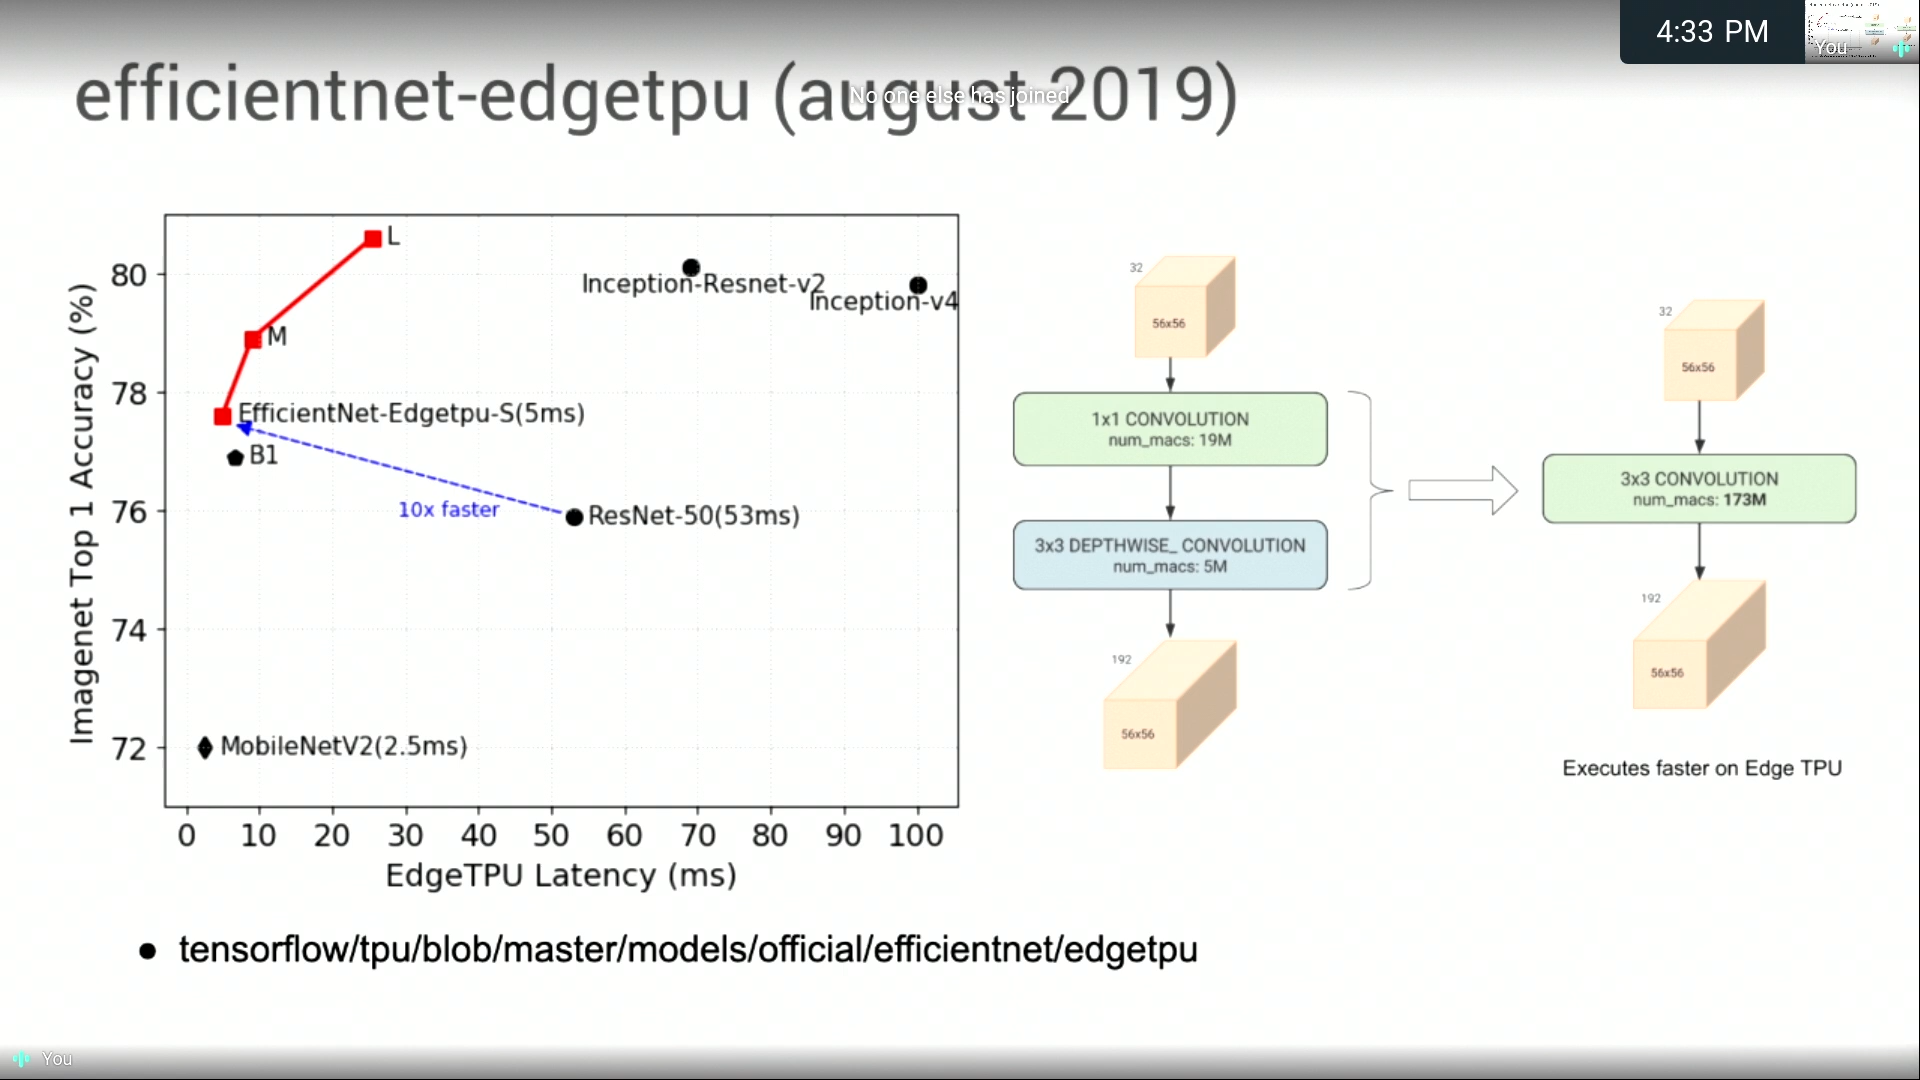 4:33 PM
You
efficientnet-edgetpu (august 2019)
No one else has joined
Imagenet Top 1 Accuracy (%)
80
78
76
74
72
L
M
Inception-Resnet-v2
Inception-v4
EfficientNet-Edgetpu-S(5ms)
B1
10x faster
ResNet-50(53ms)
MobileNetV2(2.5ms)
0 10 20 30 40 50 60 70 80 90 100
EdgeTPU Latency (ms)
32
56x56
1x1 CONVOLUTION
num_macs: 19M
3x3 DEPTHWISE_ CONVOLUTION
num_macs: 5M
192
56x56
32
56x56
3x3 CONVOLUTION
num_macs: 173M
192
56x56
Executes faster on Edge TPU
● tensorflow/tpu/blob/master/models/official/efficientnet/edgetpu
You